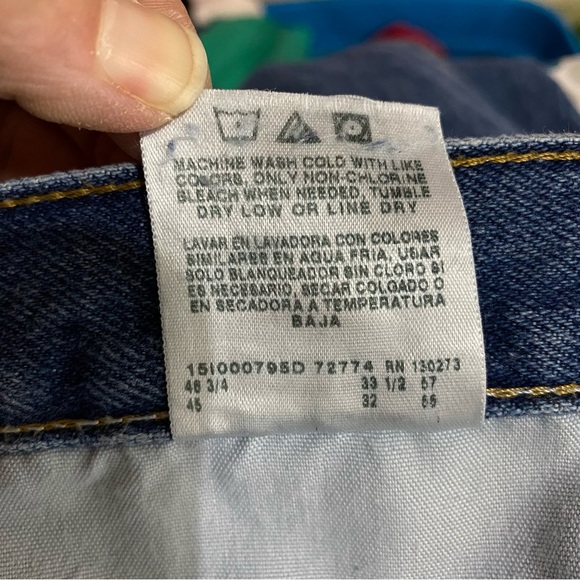 MACHINE WASH COLD WITH LIKE
COLORS, ONLY NON-CHLORINE
BLEACH WHEN NEEDED, TUMBLE
DRY LOW OR LINE DRY
LAVAR EN LAVADORA CON COLORES
SIMILARES EN AGUA FRIA, USAR
SOLO BLANQUEADOR SIN CLORO SI
ES NECESARIO, SECAR COLGADO O
EN SECADORA A TEMPERATURA
BAJA
151000795D 72774 RN 130273
46 3/4 33 1/2 67
45 32 66